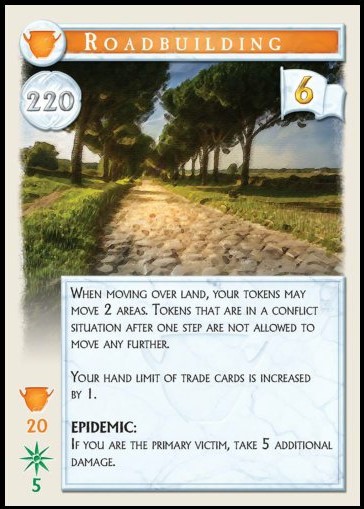 ROADBUILDING
220
6
WHEN MOVING OVER LAND, YOUR TOKENS MAY
MOVE 2 AREAS. TOKENS THAT ARE IN A CONFLICT
SITUATION AFTER ONE STEP ARE NOT ALLOWED TO
MOVE ANY FURTHER.
YOUR HAND LIMIT OF TRADE CARDS IS INCREASED
BY 1.
EPIDEMIC:
IF YOU ARE THE PRIMARY VICTIM, TAKE 5 ADDITIONAL
DAMAGE.
20
5